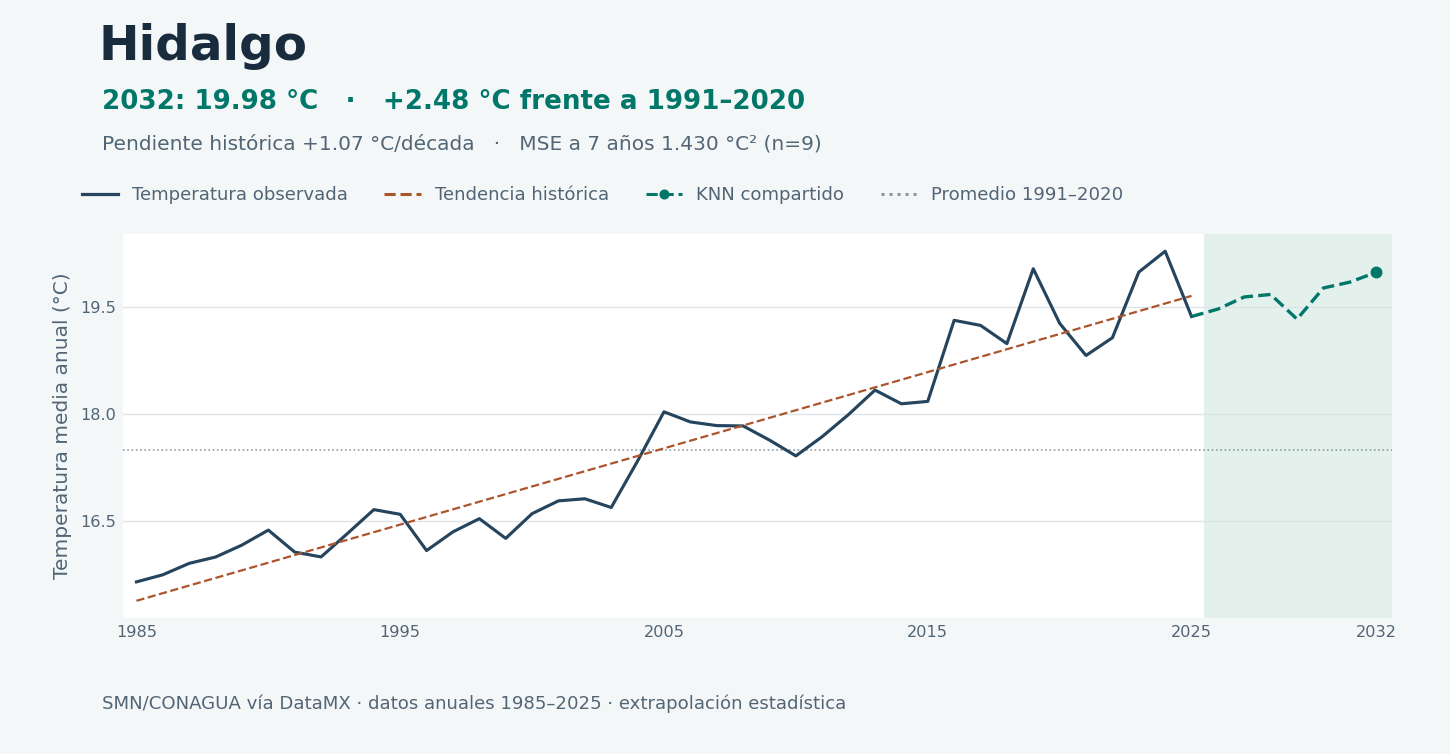 Hidalgo
2032: 19.98 °C · +2.48 °C frente a 1991–2020
Pendiente histórica +1.07 °C/década · MSE a 7 años 1.430 °C² (n=9)
Temperatura observada Tendencia histórica KNN compartido Promedio 1991–2020
Temperatura media anual (°C)
19.5
18.0
16.5
1985 1995 2005 2015 2025 2032
SMN/CONAGUA vía DataMX · datos anuales 1985–2025 · extrapolación estadística